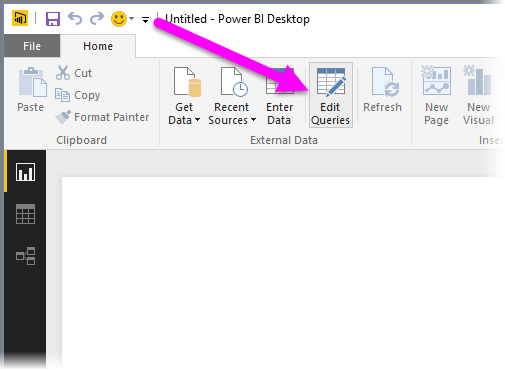 Untitled - Power BI Desktop
File
Home
Paste
Cut
Copy
Format Painter
Clipboard
Get
Data
Recent
Sources
Enter
Data
External Data
Edit
Queries
Refresh
New
Page
New
Visual